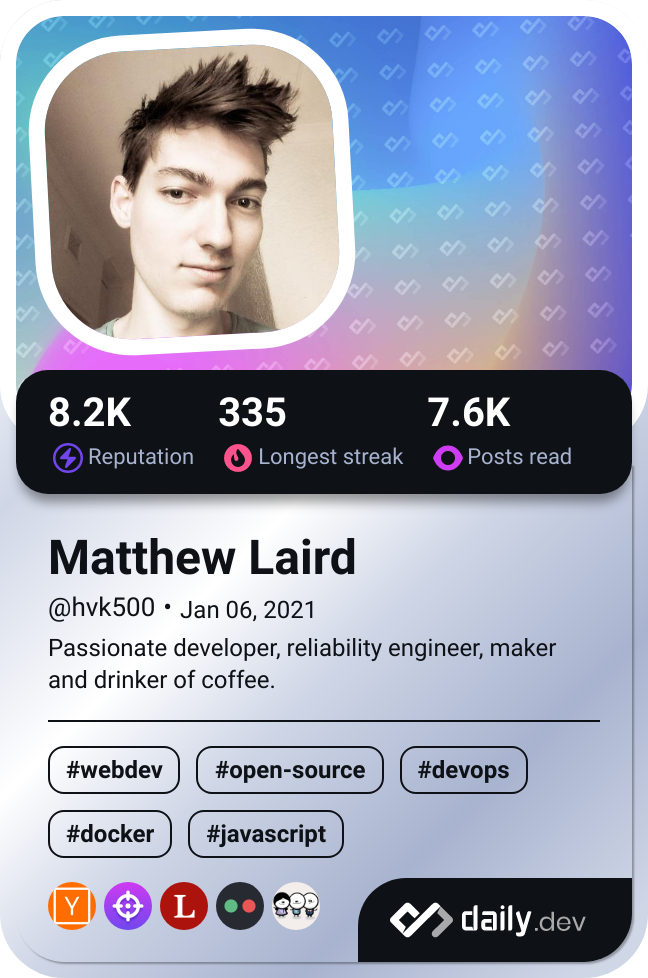 8.2K 335 7.6K
Reputation Longest streak Posts read
Matthew Laird
@hvk500 • Jan 06, 2021
Passionate developer, reliability engineer, maker
and drinker of coffee.
#webdev #open-source #devops
#docker #javascript
Y L
daily.dev